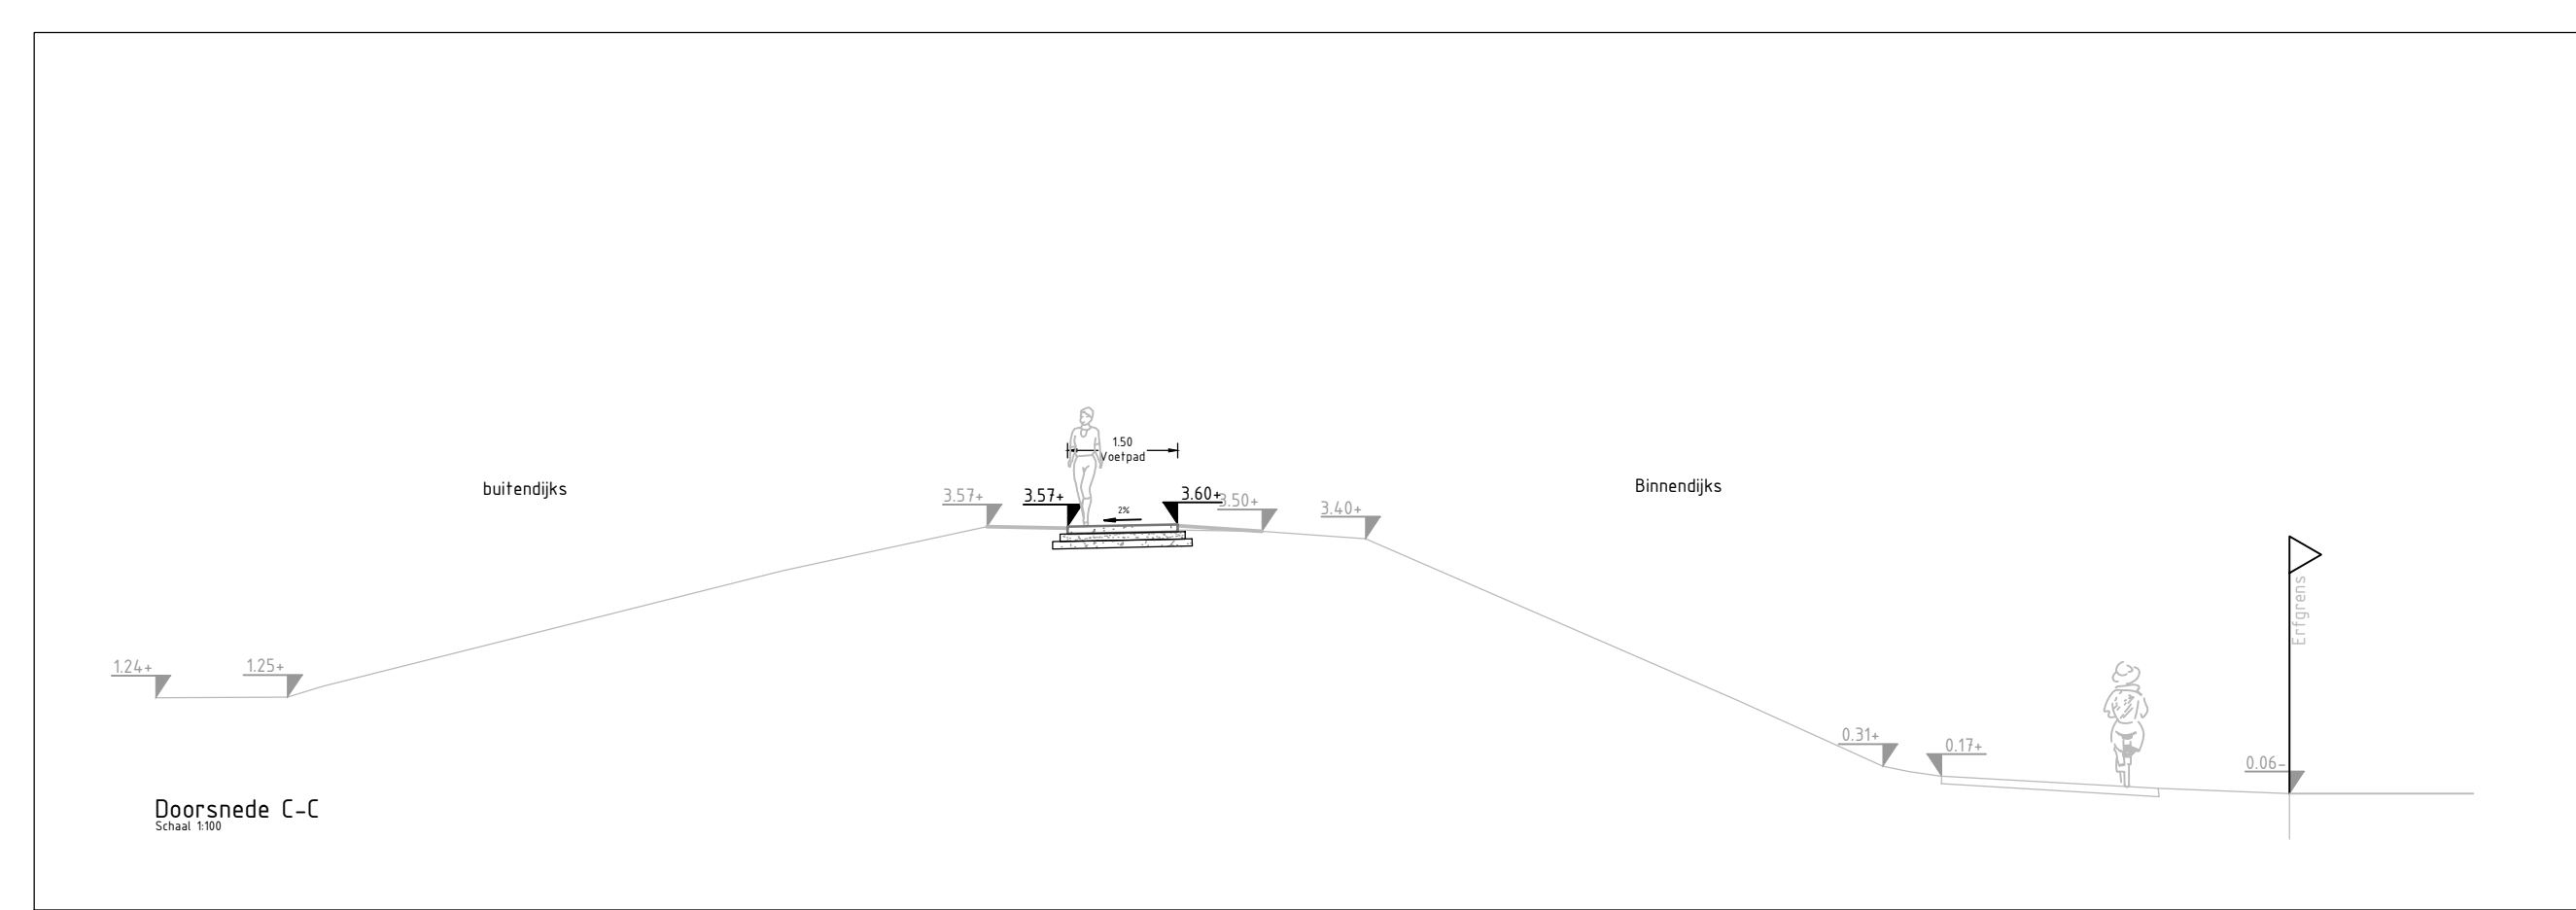 1.50
Voetpad
buitendijks
Binnendijks
3.57+
3.57+
2%
3.60+
3.50+
3.40+
Erfgrens
1.24+
1.25+
0.31+
0.17+
0.06-
Doorsnede C-C
Schaal 1:100